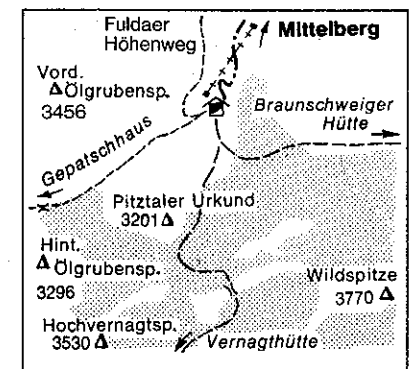 Fuldaer
Höhenweg
Mittelberg
Vord.
Ölgrubensp.
3456
Braunschweiger
Hütte
Gepatschhaus
Pitztaler Urkund
3201
Hint.
Ölgrubensp.
3296
Wildspitze
3770
Hochvernagtsp.
3530
Vernagthütte